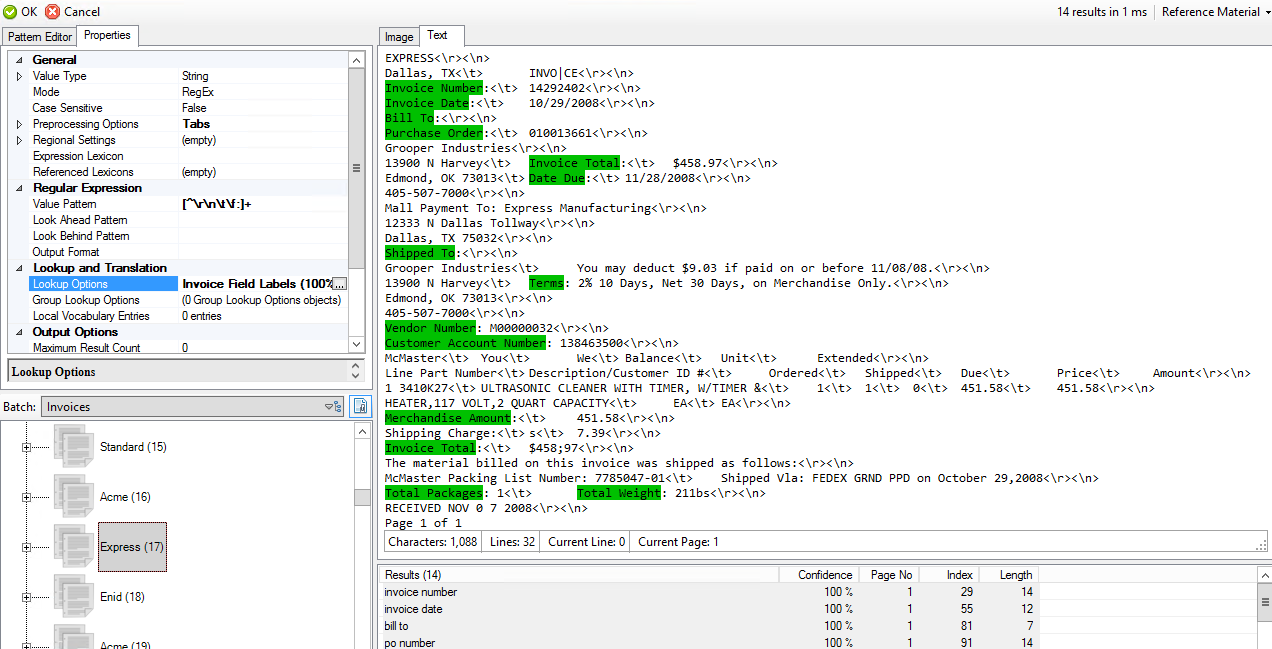 OK Cancel 14 results in 1 ms Reference Material
Pattern Editor Properties
General
Value Type String
Mode RegEx
Case Sensitive False
Preprocessing Options Tabs
Regional Settings (empty)
Expression Lexicon
Referenced Lexicons (empty)
Regular Expression
Value Pattern [^\r\n\t\f:]+
Look Ahead Pattern
Look Behind Pattern
Output Format
Lookup and Translation
Lookup Options Invoice Field Labels (100% ...
Group Lookup Options (0 Group Lookup Options objects)
Local Vocabulary Entries 0 entries
Output Options
Maximum Result Count 0
Lookup Options
Batch: Invoices
Standard (15)
Acme (16)
Express (17)
Enid (18)
Acme (19)
Image Text
EXPRESS<\r><\n>
Dallas, TX<\t> INVO|CE<\r><\n>
Invoice Number:<\t> 14292402<\r><\n>
Invoice Date:<\t> 10/29/2008<\r><\n>
Bill To:<\r><\n>
Purchase Order:<\t> 010013661<\r><\n>
Grooper Industries<\r><\n>
13900 N Harvey<\t> Invoice Total:<\t> $458.97<\r><\n>
Edmond, OK 73013<\t> Date Due:<\t> 11/28/2008<\r><\n>
405-507-7000<\r><\n>
Mall Payment To: Express Manufacturing<\r><\n>
12333 N Dallas Tollway<\r><\n>
Dallas, TX 75032<\r><\n>
Shipped To:<\r><\n>
Grooper Industries<\t> You may deduct $9.03 if paid on or before 11/08/08.<\r><\n>
13900 N Harvey<\t> Terms: 2% 10 Days, Net 30 Days, on Merchandise Only.<\r><\n>
Edmond, OK 73013<\r><\n>
405-507-7000<\r><\n>
Vendor Number: M00000032<\r><\n>
Customer Account Number: 138463500<\r><\n>
McMaster<\t> You<\t> We<\t> Balance<\t> Unit<\t> Extended<\r><\n>
Line Part Number<\t> Description/Customer ID #<\t> Ordered<\t> Shipped<\t> Due<\t> Price<\t> Amount<\r><\n>
1 3410K27<\t> ULTRASONIC CLEANER WITH TIMER, W/TIMER &<\t> 1<\t> 1<\t> 0<\t> 451.58<\t> 451.58<\r><\n>
HEATER,117 VOLT,2 QUART CAPACITY<\t> EA<\t> EA<\r><\n>
Merchandise Amount:<\t> 451.58<\r><\n>
Shipping Charge:<\t> s<\t> 7.39<\r><\n>
Invoice Total:<\t> $458;97<\r><\n>
The material billed on this invoice was shipped as follows:<\r><\n>
McMaster Packing List Number: 7785047-01<\t> Shipped Vla: FEDEX GRND PPD on October 29,2008<\r><\n>
Total Packages: 1<\t> Total Weight: 211bs<\r><\n>
RECEIVED NOV 0 7 2008<\r><\n>
Page 1 of 1
Characters: 1,088 Lines: 32 Current Line: 0 Current Page: 1
Results (14) Confidence Page No Index Length
invoice number 100 % 1 29 14
invoice date 100 % 1 55 12
bill to 100 % 1 81 7
po number 100 % 1 91 14